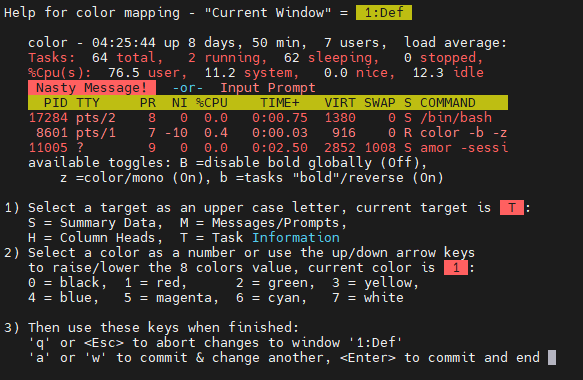 Help for color mapping - "Current Window" = 1:Def
color - 04:25:44 up 8 days, 50 min, 7 users, load average:
Tasks: 64 total, 2 running, 62 sleeping, 0 stopped,
%Cpu(s): 76.5 user, 11.2 system, 0.0 nice, 12.3 idle
Nasty Message! -or- Input Prompt
PID TTY PR NI %CPU TIME+ VIRT SWAP S COMMAND
17284 pts/2 8 0 0.0 0:00.75 1380 0 S /bin/bash
8601 pts/1 7 -10 0.4 0:00.03 916 0 R color -b -z
11005 ? 9 0 0.0 0:02.50 2852 1008 S amor -sessi
available toggles: B =disable bold globally (Off),
z =color/mono (On), b =tasks "bold"/reverse (On)
1) Select a target as an upper case letter, current target is T :
S = Summary Data, M = Messages/Prompts,
H = Column Heads, T = Task Information
2) Select a color as a number or use the up/down arrow keys
to raise/lower the 8 colors value, current color is 1 :
0 = black, 1 = red, 2 = green, 3 = yellow,
4 = blue, 5 = magenta, 6 = cyan, 7 = white
3) Then use these keys when finished:
'q' or <Esc> to abort changes to window '1:Def'
'a' or 'w' to commit & change another, <Enter> to commit and end